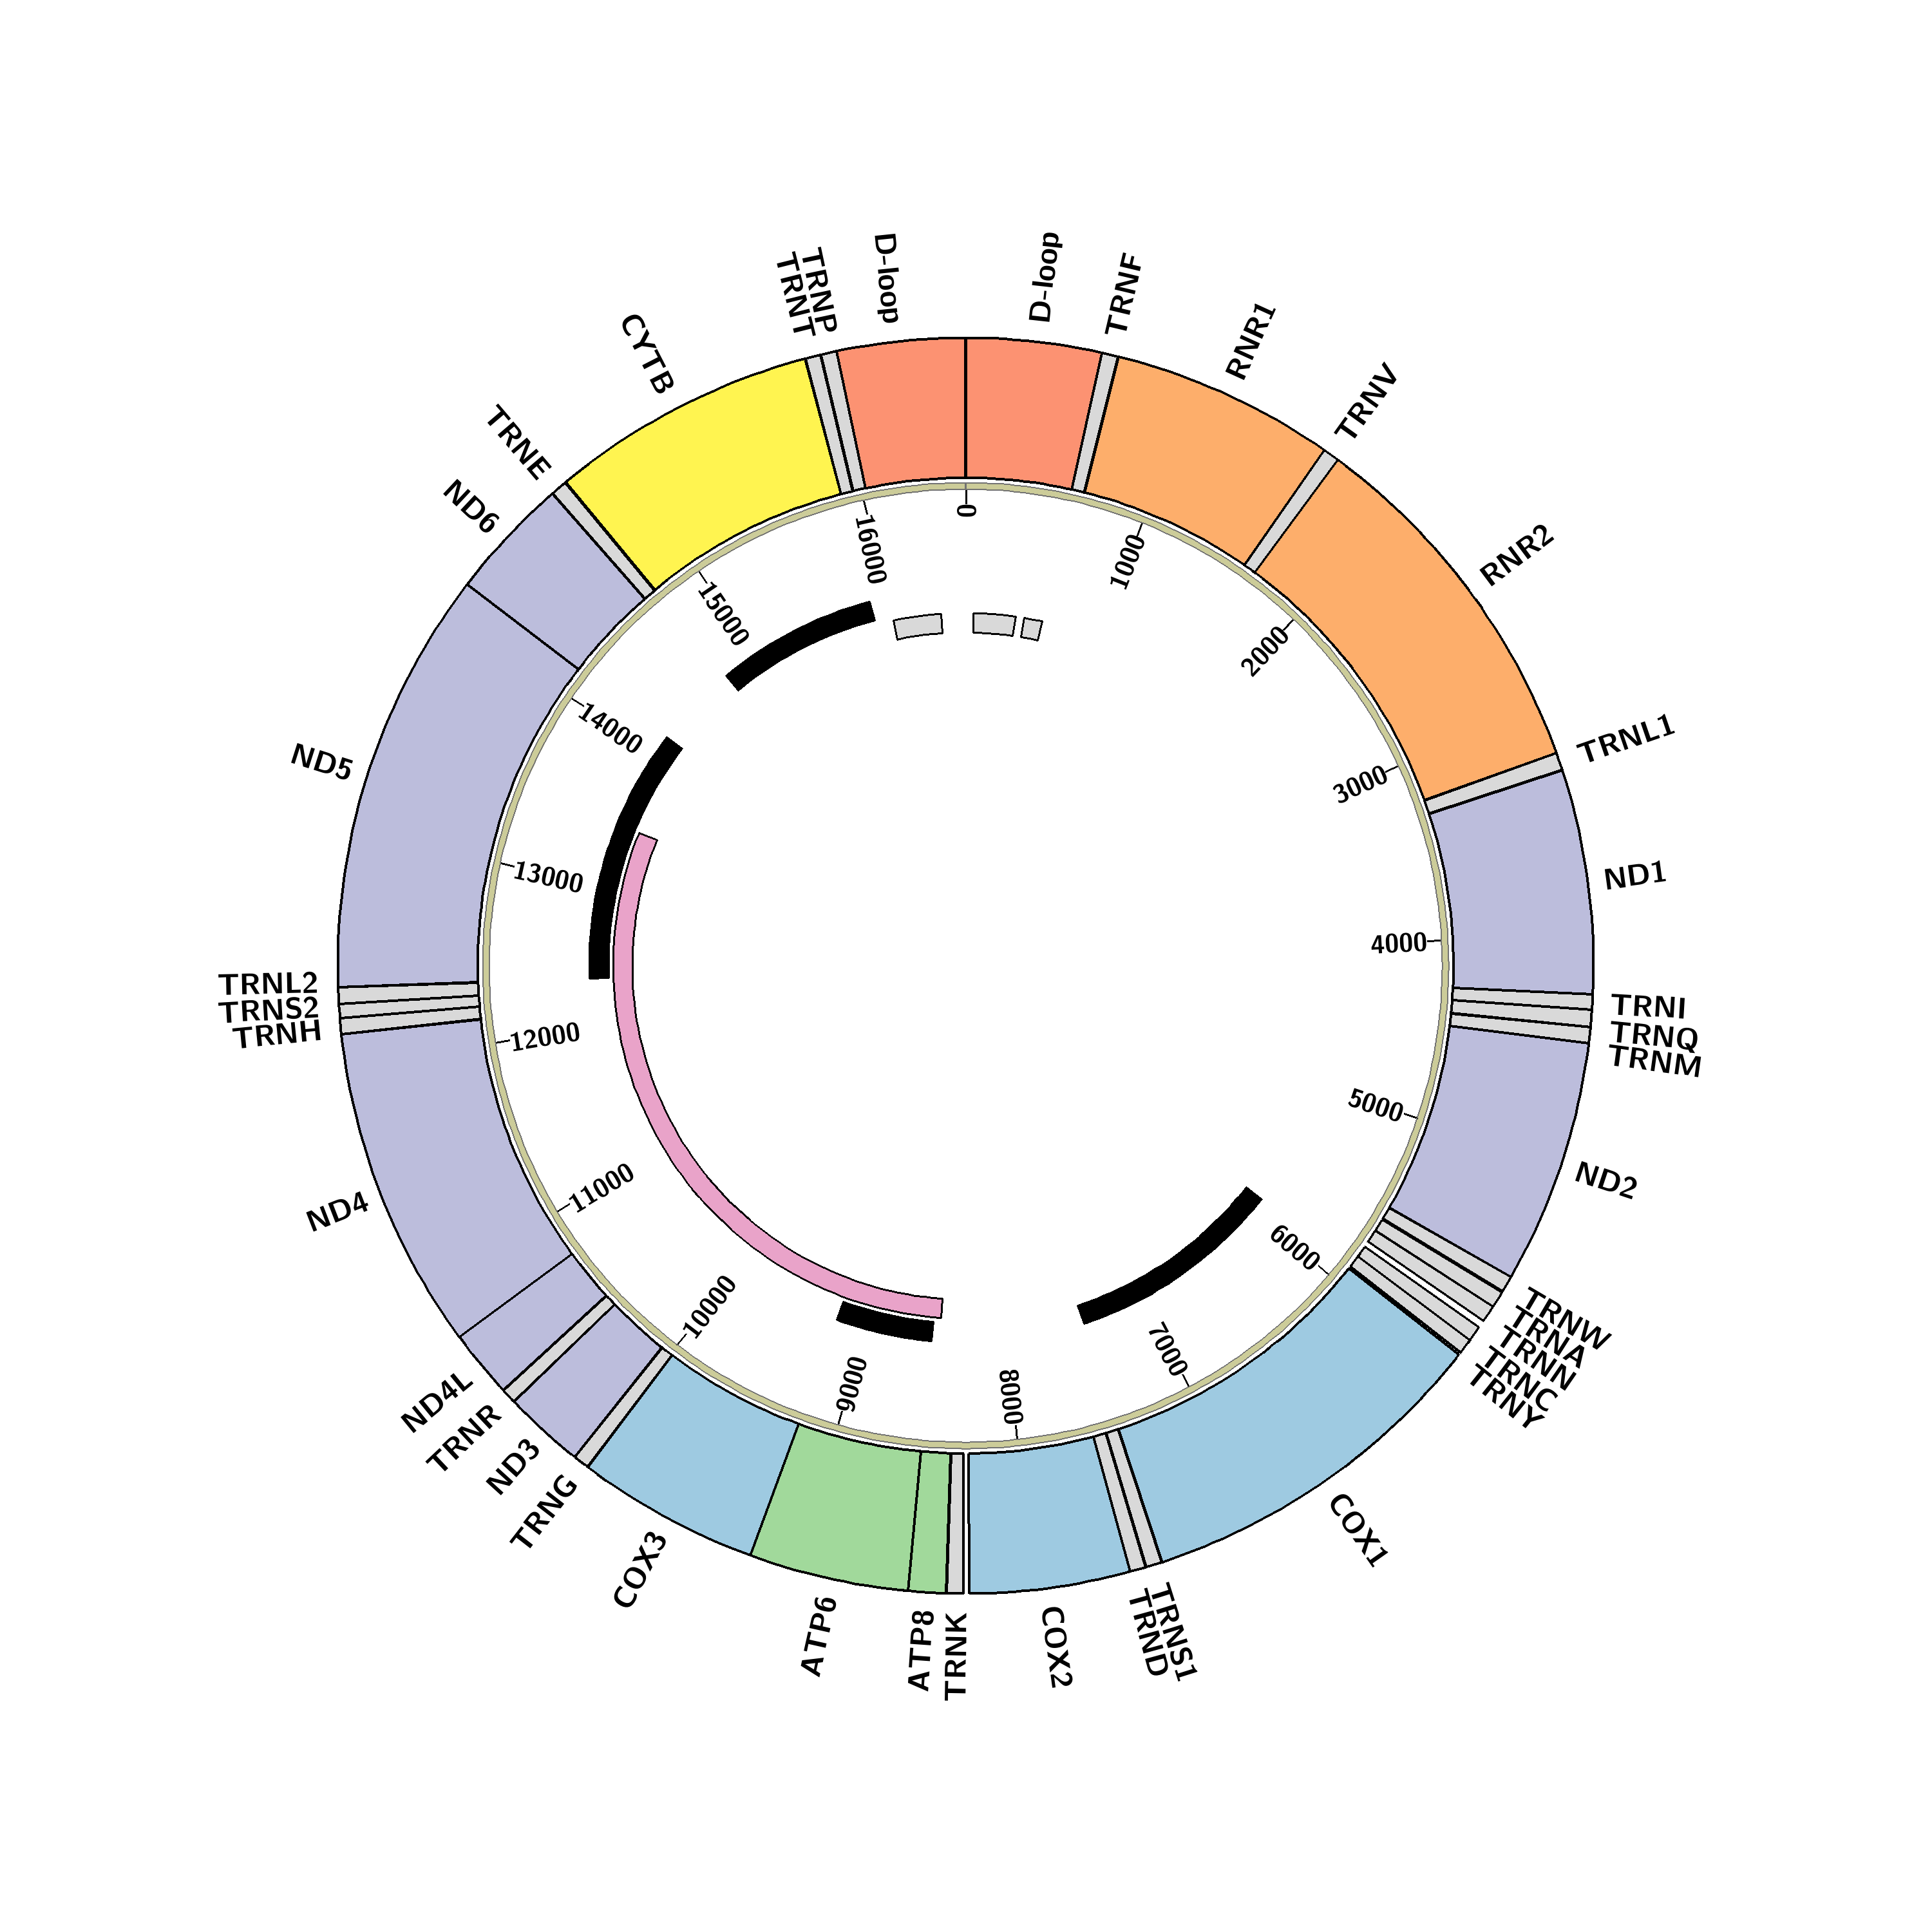 D-loop
TRNF
RNR1
TRNV
RNR2
TRNL1
ND1
TRNI
TRNQ
TRNM
ND2
TRNW
TRNA
TRNN
TRNC
TRNY
COX1
TRNS1
TRND
COX2
TRNK
ATP8
ATP6
COX3
TRNG
ND3
TRNR
ND4L
ND4
TRNH
TRNS2
TRNL2
ND5
ND6
TRNE
CYTB
TRNT
TRNP
D-loop
0
1000
2000
3000
4000
5000
6000
7000
8000
9000
10000
11000
12000
13000
14000
15000
16000